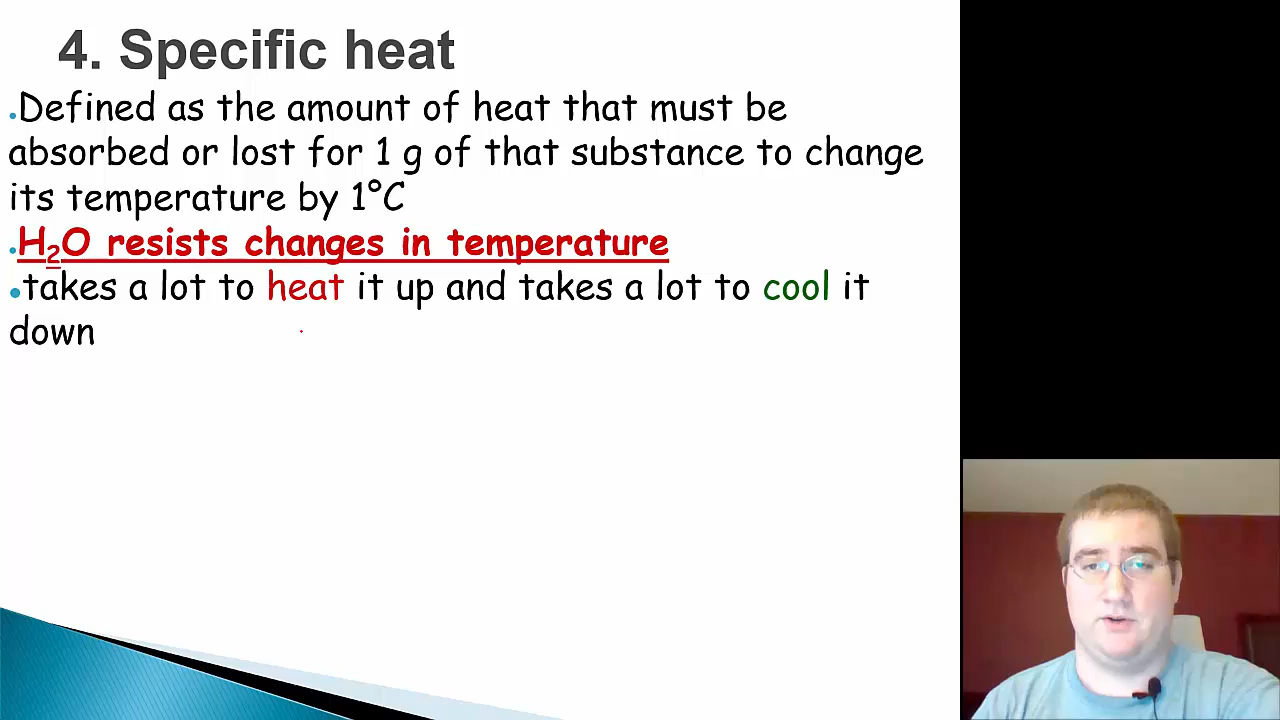 4. Specific heat
•Defined as the amount of heat that must be
absorbed or lost for 1 g of that substance to change
its temperature by 1°C
•H₂O resists changes in temperature
•takes a lot to heat it up and takes a lot to cool it
down